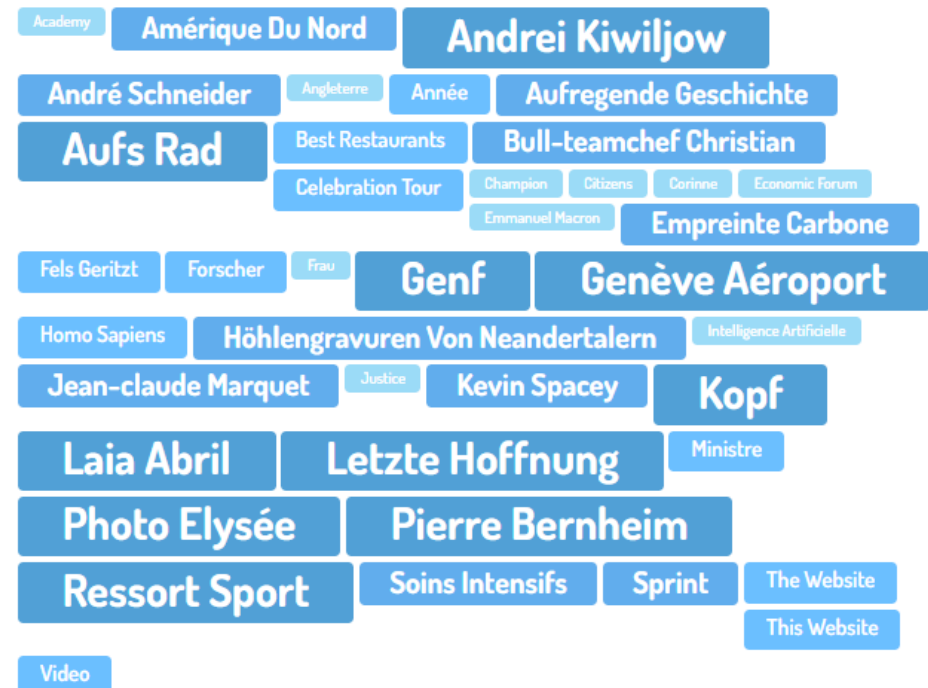 Academy Amérique Du Nord Andrei Kiwiljow
André Schneider Angleterre Année Aufregende Geschichte
Aufs Rad Best Restaurants Bull-teamchef Christian
Celebration Tour Champion Citizens Corinne Economic Forum
Emmanuel Macron Empreinte Carbone
Fels Geritzt Forscher Frau Genf Genève Aéroport
Homo Sapiens Höhlengravuren Von Neandertalern Intelligence Artificielle
Jean-claude Marquet Justice Kevin Spacey Kopf
Laia Abril Letzte Hoffnung Ministre
Photo Elysée Pierre Bernheim
Ressort Sport Soins Intensifs Sprint The Website
This Website
Video